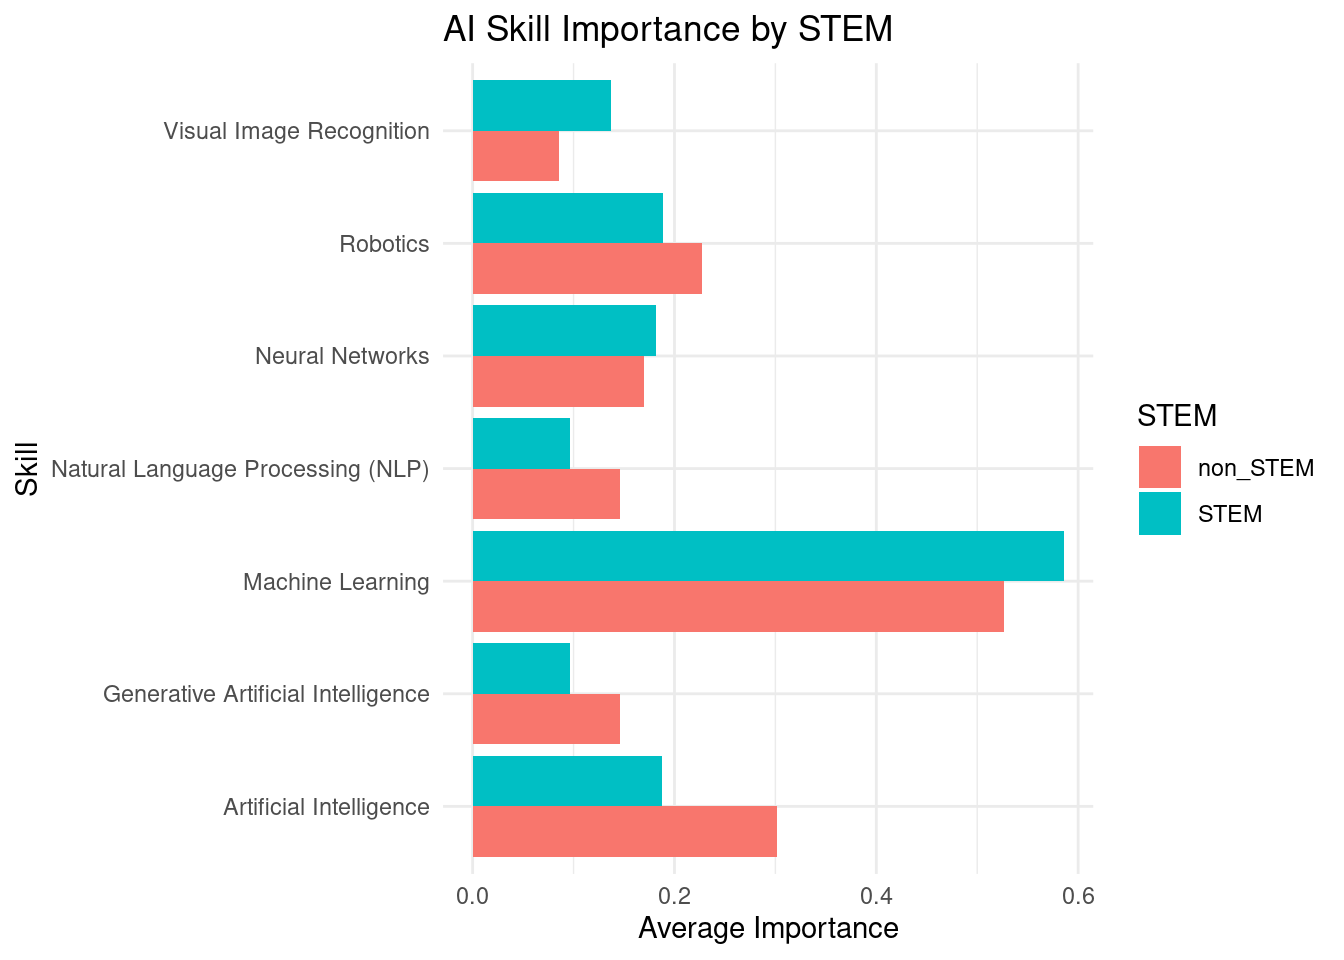 AI Skill Importance by STEM
Visual Image Recognition
Robotics
Neural Networks
Natural Language Processing (NLP)
Machine Learning
Generative Artificial Intelligence
Artificial Intelligence
Skill
0.0 0.2 0.4 0.6
Average Importance
STEM
non_STEM
STEM